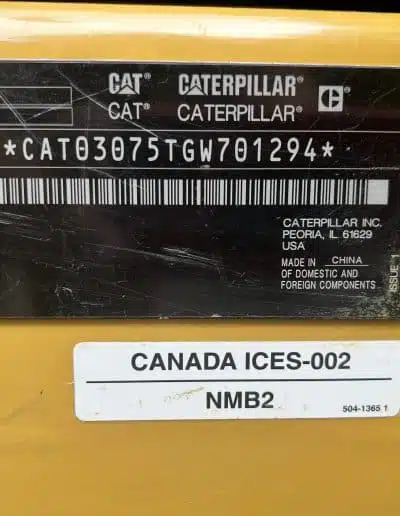 CAT® CATERPILLAR®
CAT® CATERPILLAR®
*CAT03075TGW701294*
CATERPILLAR INC.
PEORIA, IL 61629
USA
MADE IN CHINA
OF DOMESTIC AND
FOREIGN COMPONENTS
ISSUE 1
CANADA ICES-002
NMB2
504-1365 1